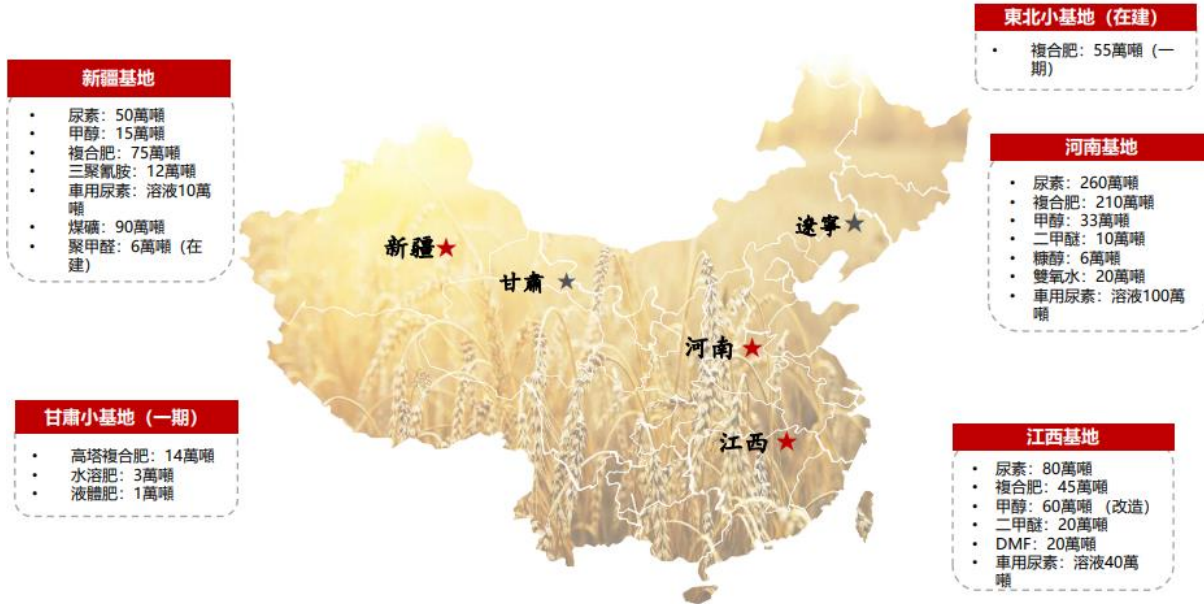 東北小基地（在建）
• 複合肥：55萬噸（一
期）
新疆基地
• 尿素：50萬噸
• 甲醇：15萬噸
• 複合肥：75萬噸
• 三聚氰胺：12萬噸
• 車用尿素：溶液10萬
噸
• 煤礦：90萬噸
• 聚甲醛：6萬噸（在
建）
河南基地
• 尿素：260萬噸
• 複合肥：210萬噸
• 甲醇：33萬噸
• 二甲醚：10萬噸
• 糠醇：6萬噸
• 雙氧水：20萬噸
• 車用尿素：溶液100萬
噸
遼寧
新疆
甘肅
河南
江西
甘肅小基地（一期）
• 高塔複合肥：14萬噸
• 水溶肥：3萬噸
• 液體肥：1萬噸
江西基地
• 尿素：80萬噸
• 複合肥：45萬噸
• 甲醇：60萬噸 （改造）
• 二甲醚：20萬噸
• DMF：20萬噸
• 車用尿素：溶液40萬
噸